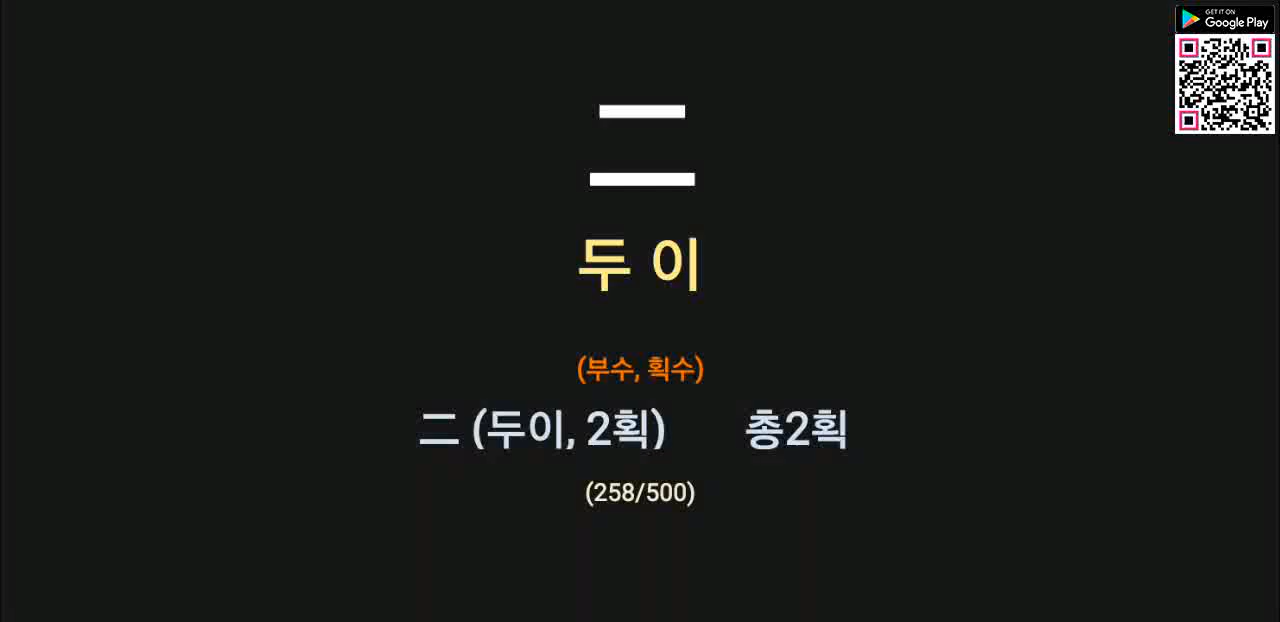 GET IT ON
Google Play
二
두 이
(부수, 획수)
二 (두이, 2획) 총2획
(258/500)